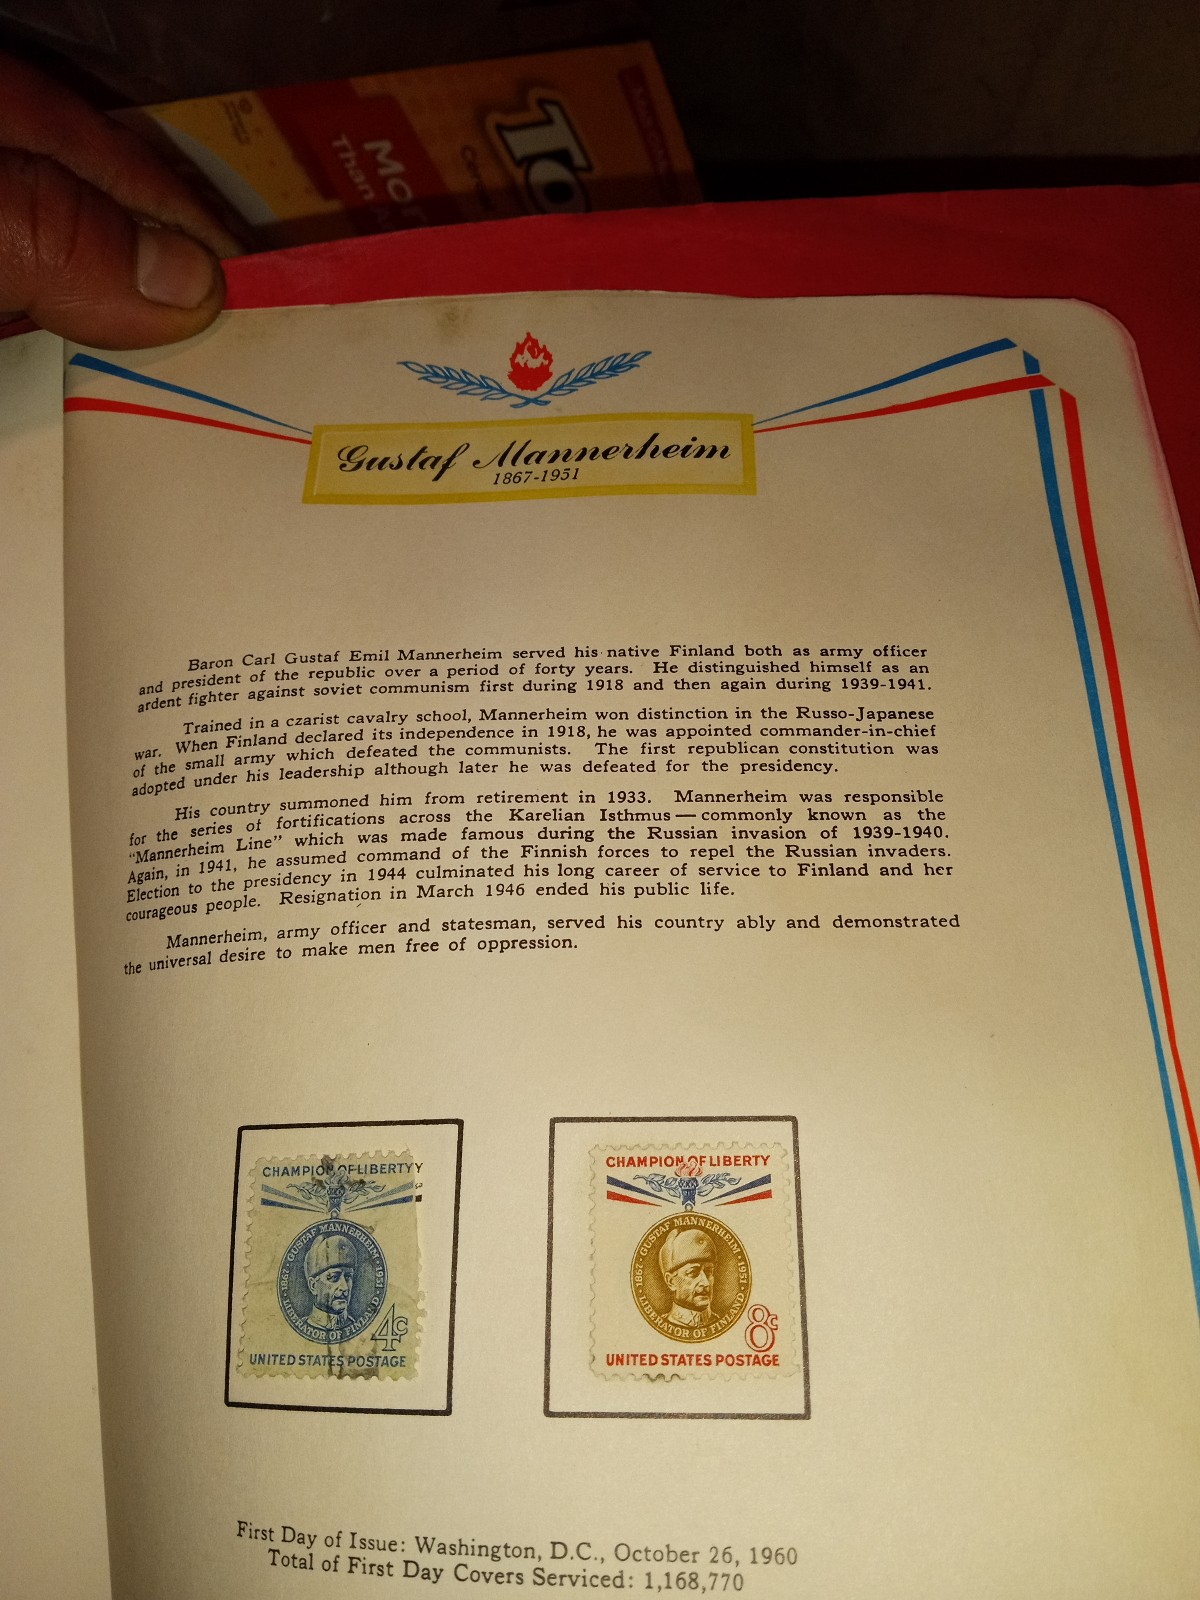 Mor
Than A
TO
Gustaf Mannerheim
1867-1951
Baron Carl Gustaf Emil Mannerheim served his native Finland both as army officer
and president of the republic over a period of forty years. He distinguished himself as an
ardent fighter against soviet communism first during 1918 and then again during 1939-1941.
Trained in a czarist cavalry school, Mannerheim won distinction in the Russo-Japanese
war. When Finland declared its independence in 1918, he was appointed commander-in-chief
of the small army which defeated the communists. The first republican constitution was
adopted under his leadership although later he was defeated for the presidency.
His country summoned him from retirement in 1933. Mannerheim was responsible
for the series of fortifications across the Karelian Isthmus — commonly known as the
"Mannerheim Line" which was made famous during the Russian invasion of 1939-1940.
Again, in 1941, he assumed command of the Finnish forces to repel the Russian invaders.
Election to the presidency in 1944 culminated his long career of service to Finland and her
courageous people. Resignation in March 1946 ended his public life.
Mannerheim, army officer and statesman, served his country ably and demonstrated
the universal desire to make men free of oppression.
CHAMPION OF LIBERTYY
1867 · GUSTAF MANNERHEIM · 1951
LIBERATOR OF FINLAND
4c
UNITED STATES POSTAGE
CHAMPION OF LIBERTY
1867 · GUSTAF MANNERHEIM · 1951
LIBERATOR OF FINLAND
8c
UNITED STATES POSTAGE
First Day of Issue: Washington, D.C., October 26, 1960
Total of First Day Covers Serviced: 1,168,770